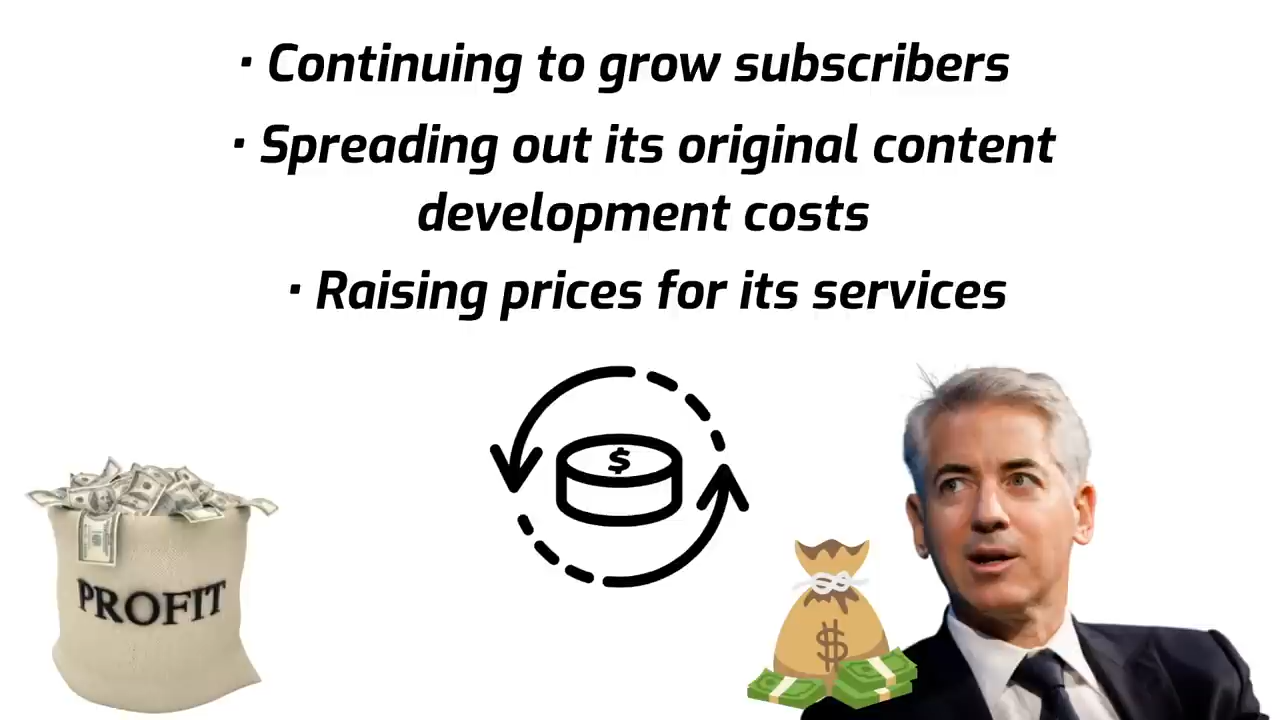 · Continuing to grow subscribers
· Spreading out its original content
development costs
· Raising prices for its services
$
PROFIT
$